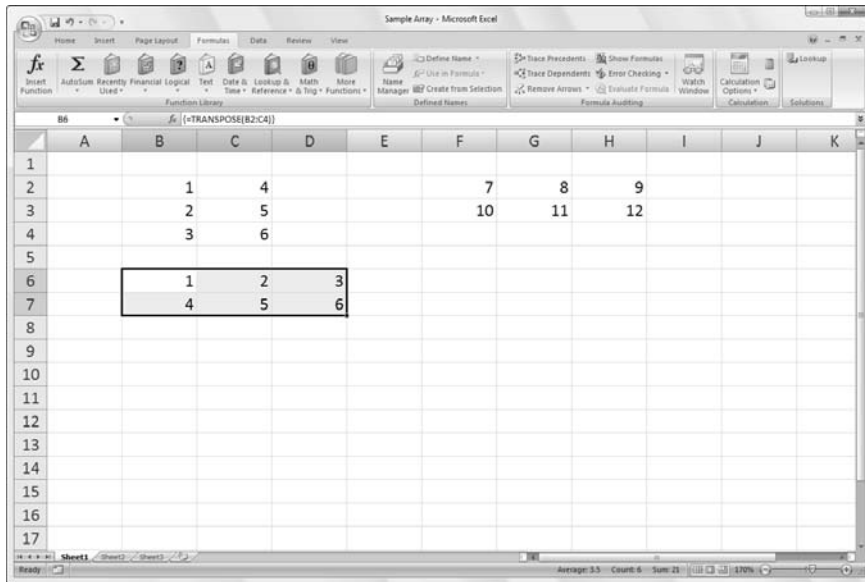 Sample Array - Microsoft Excel
Home Insert Page Layout Formulas Data Review View
fx Insert Function
Σ AutoSum
Recently Used
Financial
Logical
Text
Date & Time
Lookup & Reference
Math & Trig
More Functions
Function Library
Name Manager
Define Name
Use in Formula
Create from Selection
Defined Names
Trace Precedents
Trace Dependents
Remove Arrows
Show Formulas
Error Checking
Evaluate Formula
Watch Window
Formula Auditing
Calculation Options
Calculation
Lookup
Solutions
B6 fx {=TRANSPOSE(B2:C4)}
A B C D E F G H I J K
1
2 1 4 7 8 9
3 2 5 10 11 12
4 3 6
5
6 1 2 3
7 4 5 6
8
9
10
11
12
13
14
15
16
17
Sheet1 Sheet2 Sheet3
Ready Average: 3.5 Count: 6 Sum: 21 170%